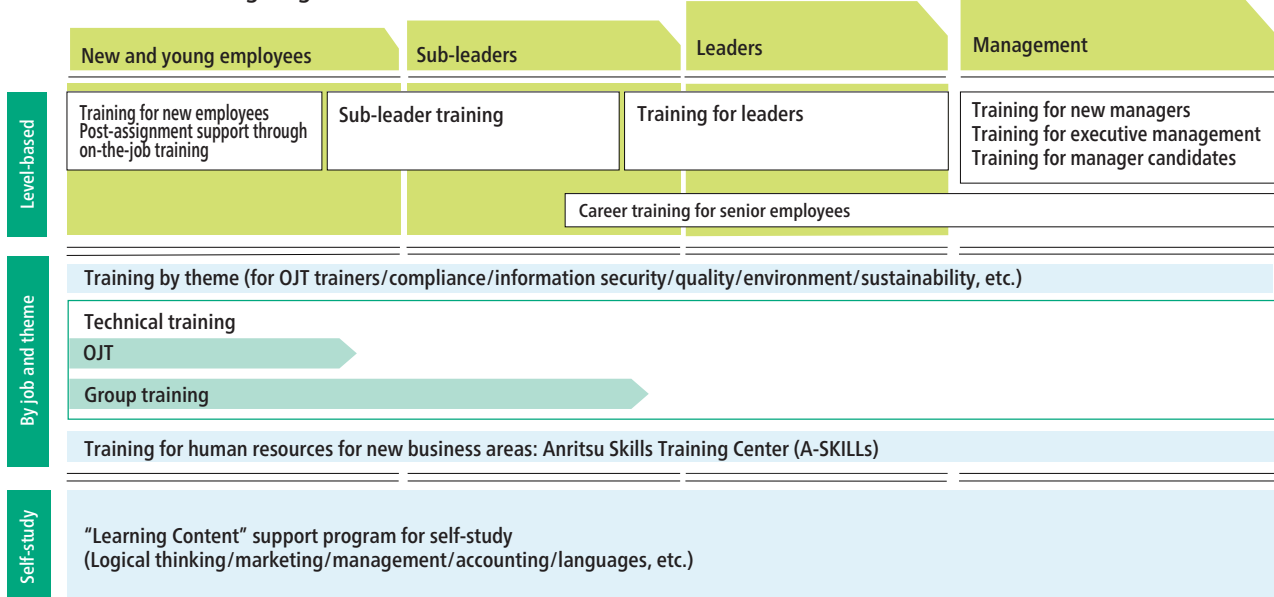 New and young employees
Sub-leaders
Leaders
Management
Level-based
Training for new employees
Post-assignment support through
on-the-job training
Sub-leader training
Training for leaders
Training for new managers
Training for executive management
Training for manager candidates
Career training for senior employees
By job and theme
Training by theme (for OJT trainers/compliance/information security/quality/environment/sustainability, etc.)
Technical training
OJT
Group training
Training for human resources for new business areas: Anritsu Skills Training Center (A-SKILLs)
Self-study
“Learning Content” support program for self-study
(Logical thinking/marketing/management/accounting/languages, etc.)